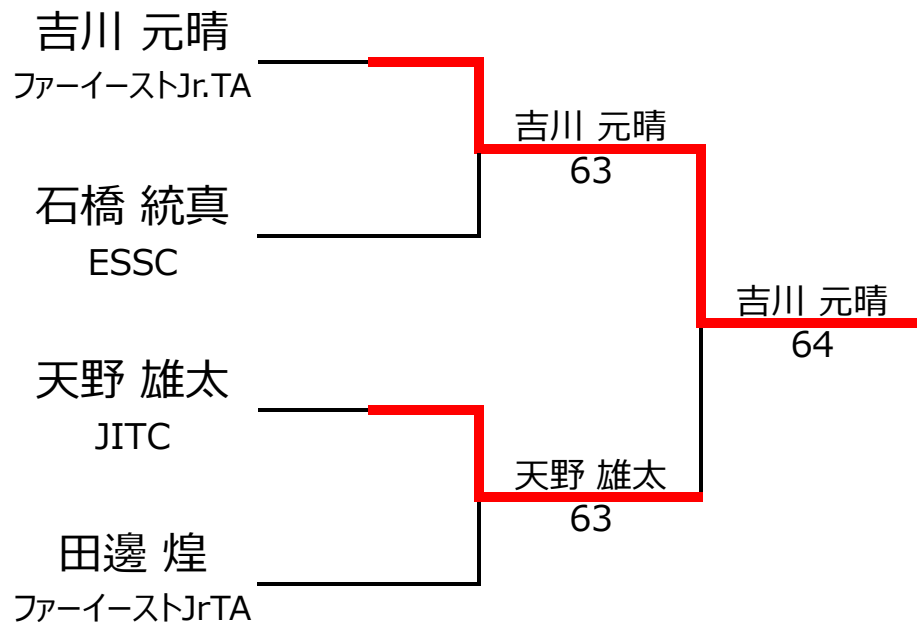 吉川 元晴
ファーイーストJr.TA
吉川 元晴
63
石橋 統真
ESSC
吉川 元晴
64
天野 雄太
JITC
天野 雄太
63
田邊 煌
ファーイーストJrTA